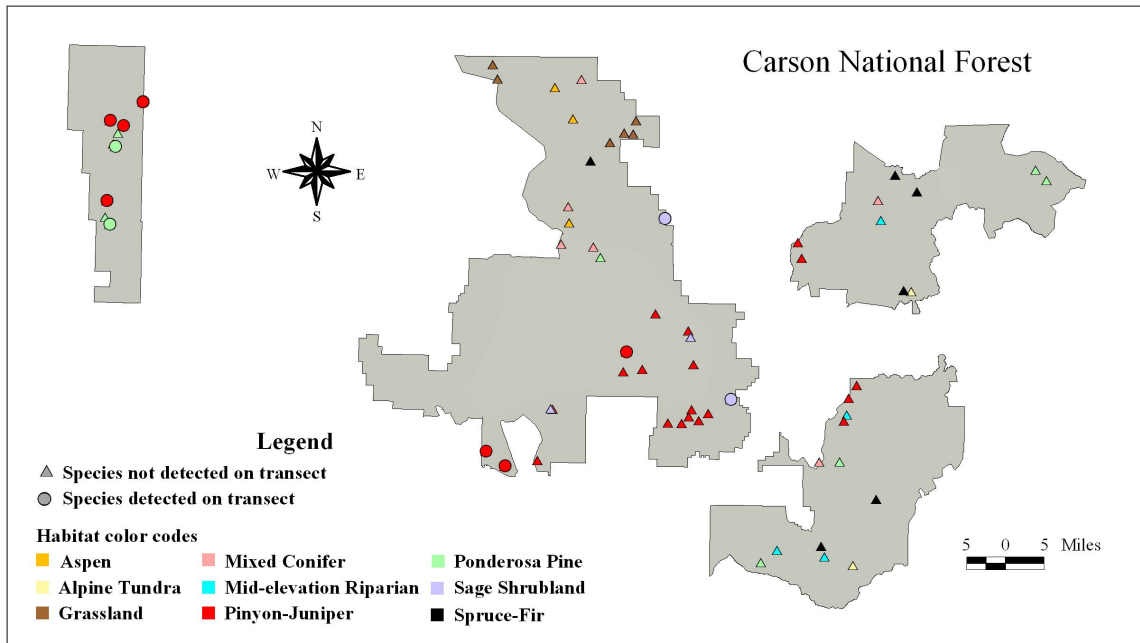 Carson National Forest
N
W E
S
Legend
Species not detected on transect
Species detected on transect
Habitat color codes
Aspen
Mixed Conifer
Ponderosa Pine
Alpine Tundra
Mid-elevation Riparian
Sage Shrubland
Grassland
Pinyon-Juniper
Spruce-Fir
5 0 5 Miles